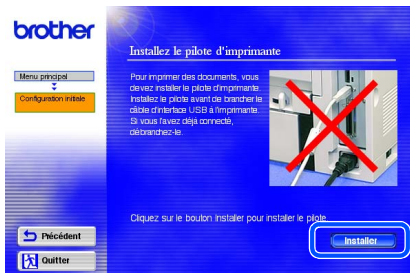 brother
Installez le pilote d'imprimante
Menu principal
Configuration initiale
Pour imprimer des documents, vous
devez installer le pilote d'imprimante.
Installez le pilote avant de brancher le
câble d'interface USB à l'imprimante.
Si vous l'avez déjà connecté,
débranchez-le.
Cliquez sur le bouton Installer pour installer le pilote.
Installer
Précédent
Quitter